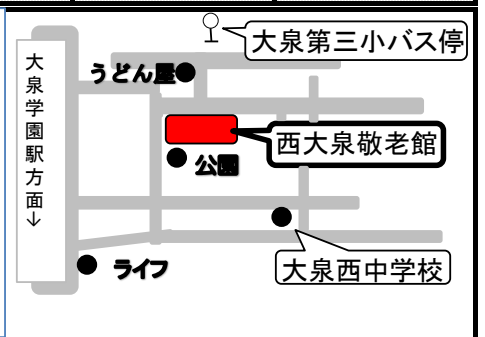 大泉第三小バス停
大泉学園駅方面↓
うどん屋
西大泉敬老館
公園
大泉西中学校
ライフ